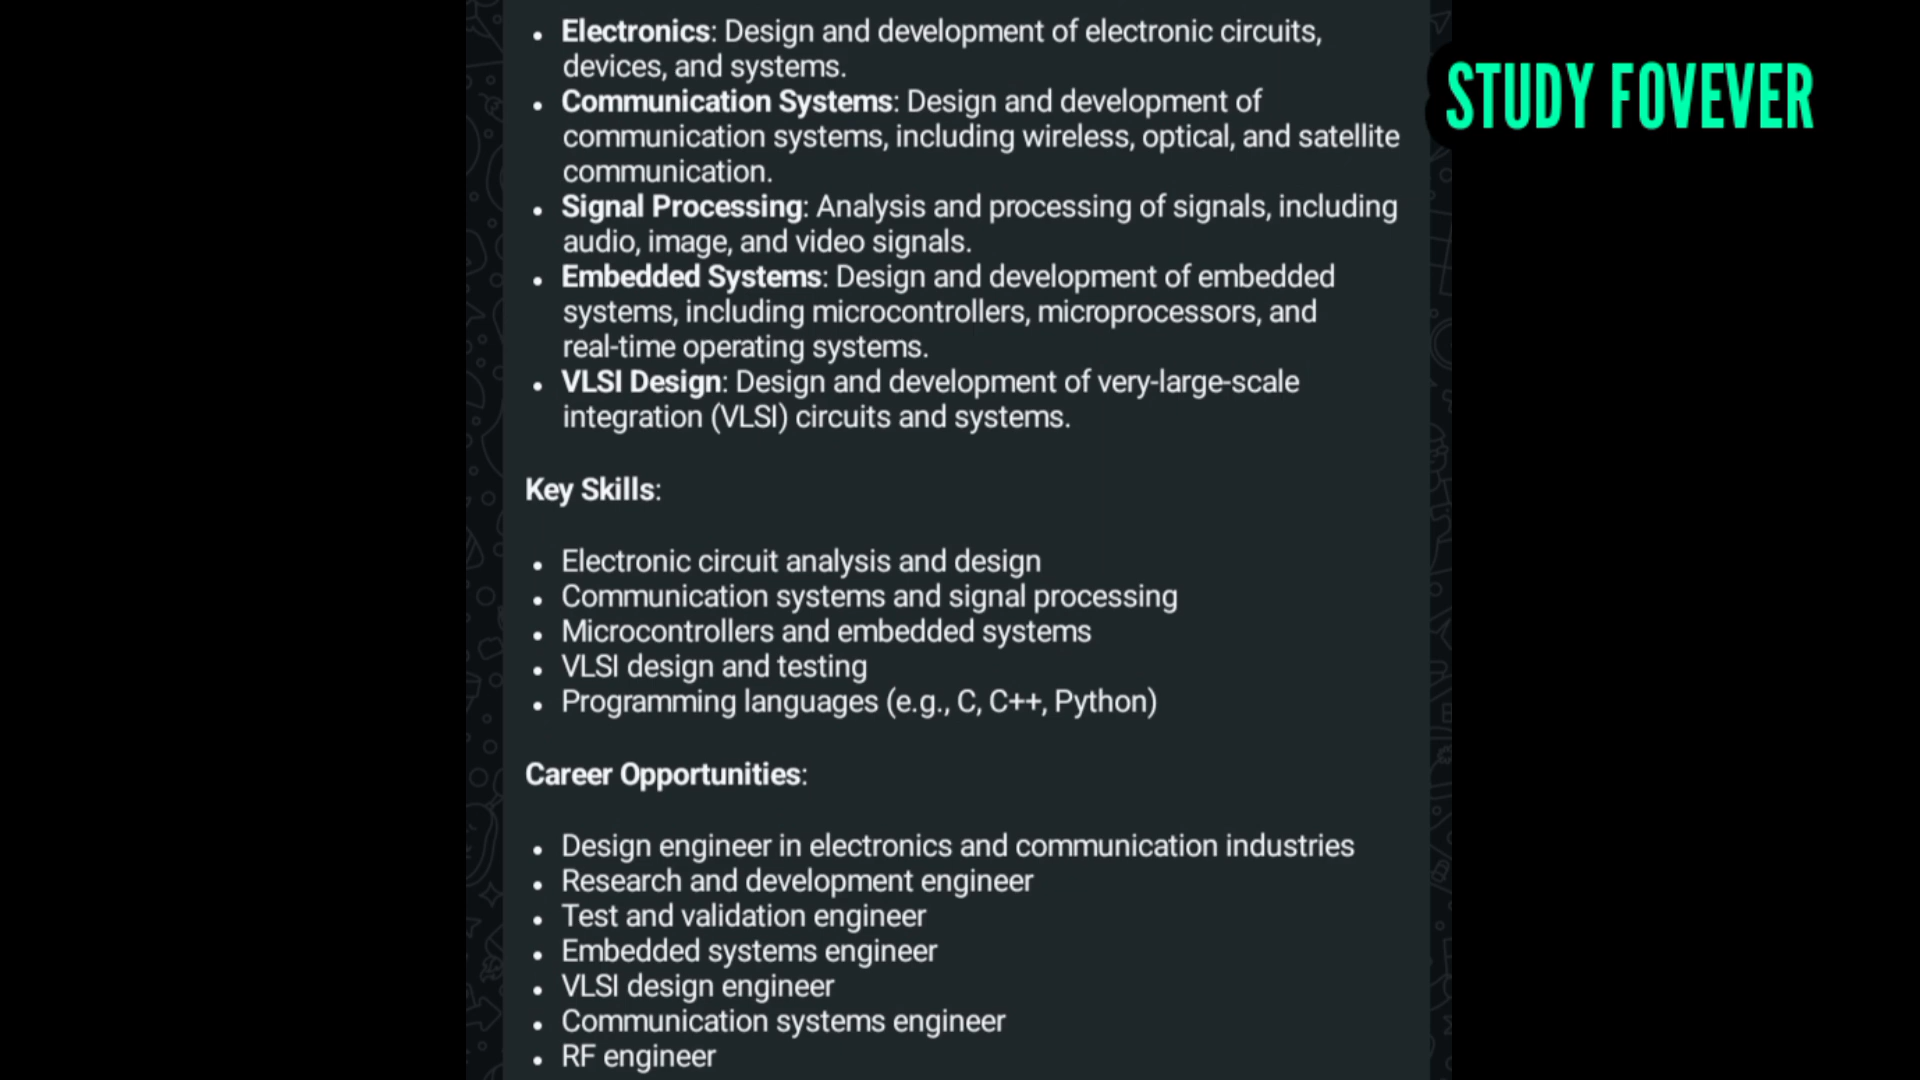 • Electronics: Design and development of electronic circuits,
devices, and systems.
• Communication Systems: Design and development of
communication systems, including wireless, optical, and satellite
communication.
• Signal Processing: Analysis and processing of signals, including
audio, image, and video signals.
• Embedded Systems: Design and development of embedded
systems, including microcontrollers, microprocessors, and
real-time operating systems.
• VLSI Design: Design and development of very-large-scale
integration (VLSI) circuits and systems.
Key Skills:
• Electronic circuit analysis and design
• Communication systems and signal processing
• Microcontrollers and embedded systems
• VLSI design and testing
• Programming languages (e.g., C, C++, Python)
Career Opportunities:
• Design engineer in electronics and communication industries
• Research and development engineer
• Test and validation engineer
• Embedded systems engineer
• VLSI design engineer
• Communication systems engineer
• RF engineer
STUDY FOVEVER